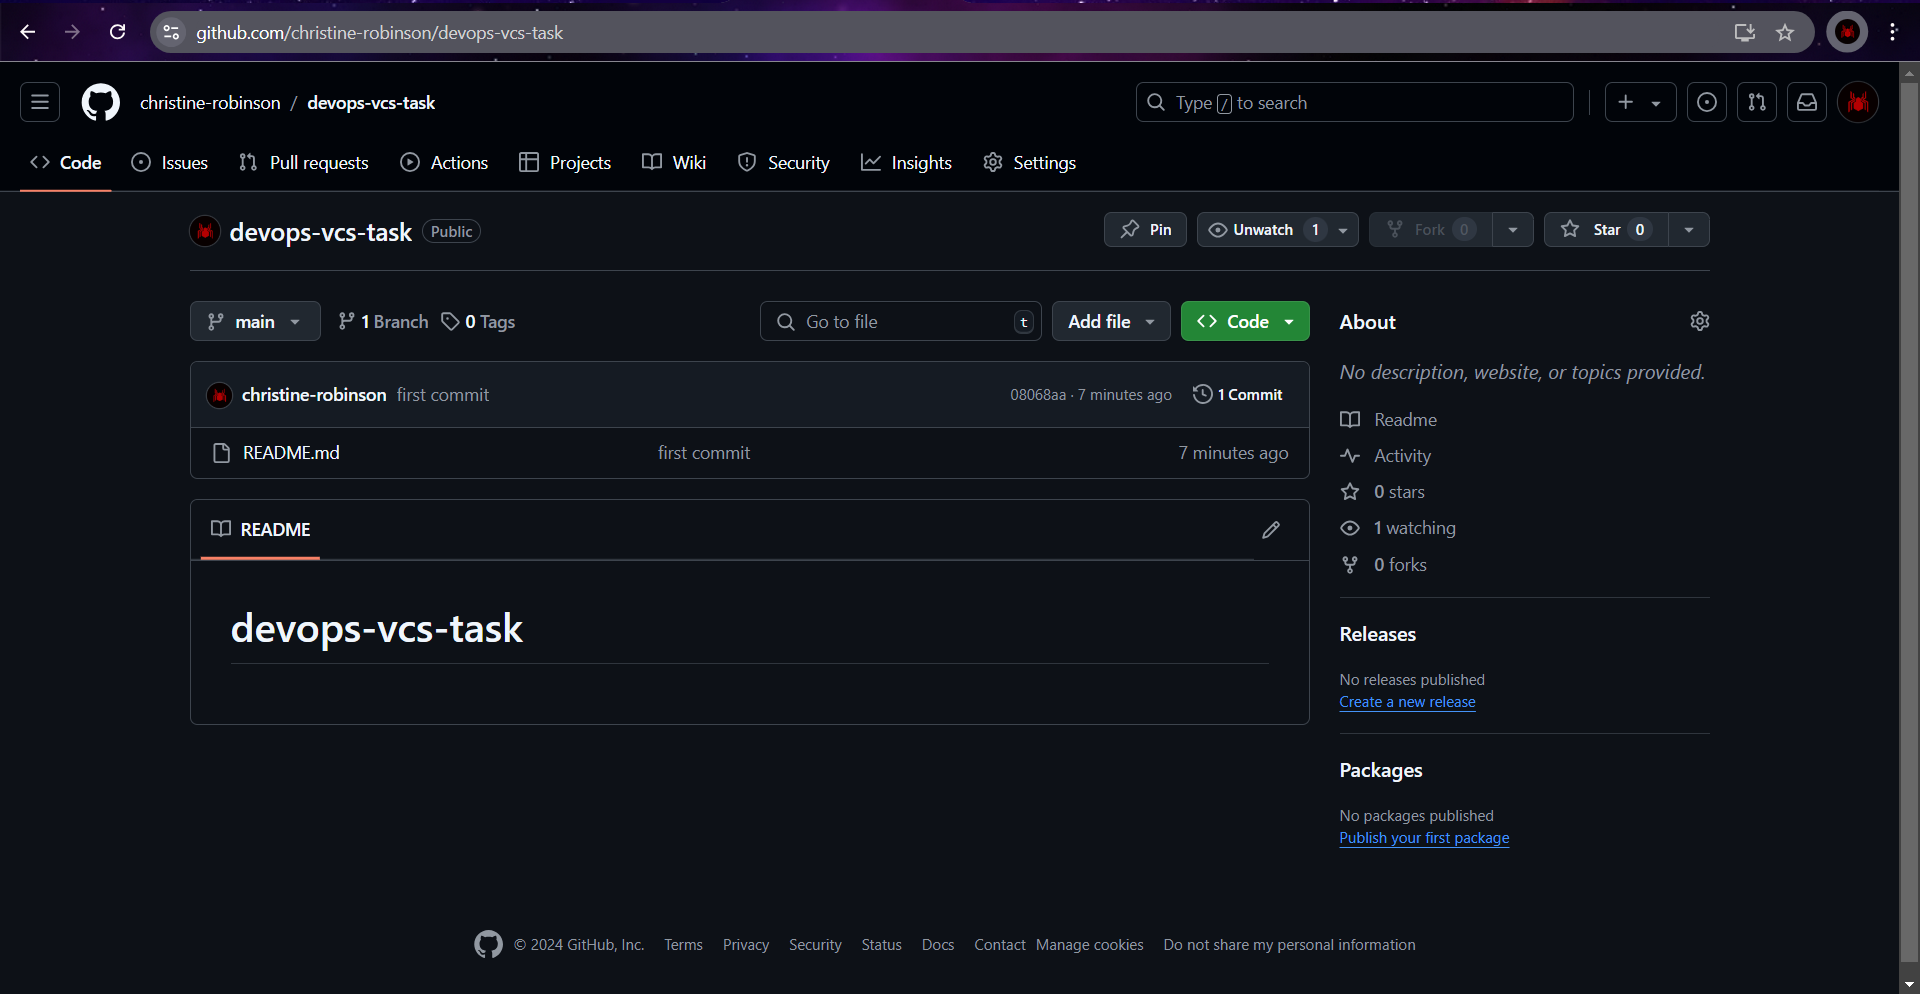 github.com/christine-robinson/devops-vcs-task
christine-robinson / devops-vcs-task
Type / to search
Code Issues Pull requests Actions Projects Wiki Security Insights Settings
devops-vcs-task Public
Pin Unwatch 1 Fork 0 Star 0
main 1 Branch 0 Tags Go to file t Add file Code
christine-robinson first commit 08068aa · 7 minutes ago 1 Commit
README.md first commit 7 minutes ago
README
devops-vcs-task
About
No description, website, or topics provided.
Readme
Activity
0 stars
1 watching
0 forks
Releases
No releases published
Create a new release
Packages
No packages published
Publish your first package
© 2024 GitHub, Inc. Terms Privacy Security Status Docs Contact Manage cookies Do not share my personal information